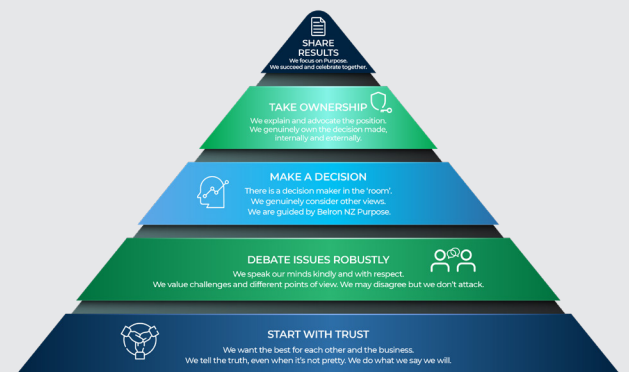 SHARE
RESULTS
We focus on Purpose.
We succeed and celebrate together.
TAKE OWNERSHIP
We explain and advocate the position.
We genuinely own the decision made,
internally and externally.
MAKE A DECISION
There is a decision maker in the 'room'.
We genuinely consider other views.
We are guided by Belron NZ Purpose.
DEBATE ISSUES ROBUSTLY
We speak our minds kindly and with respect.
We value challenges and different points of view. We may disagree but we don't attack.
START WITH TRUST
We want the best for each other and the business.
We tell the truth, even when it's not pretty. We do what we say we will.